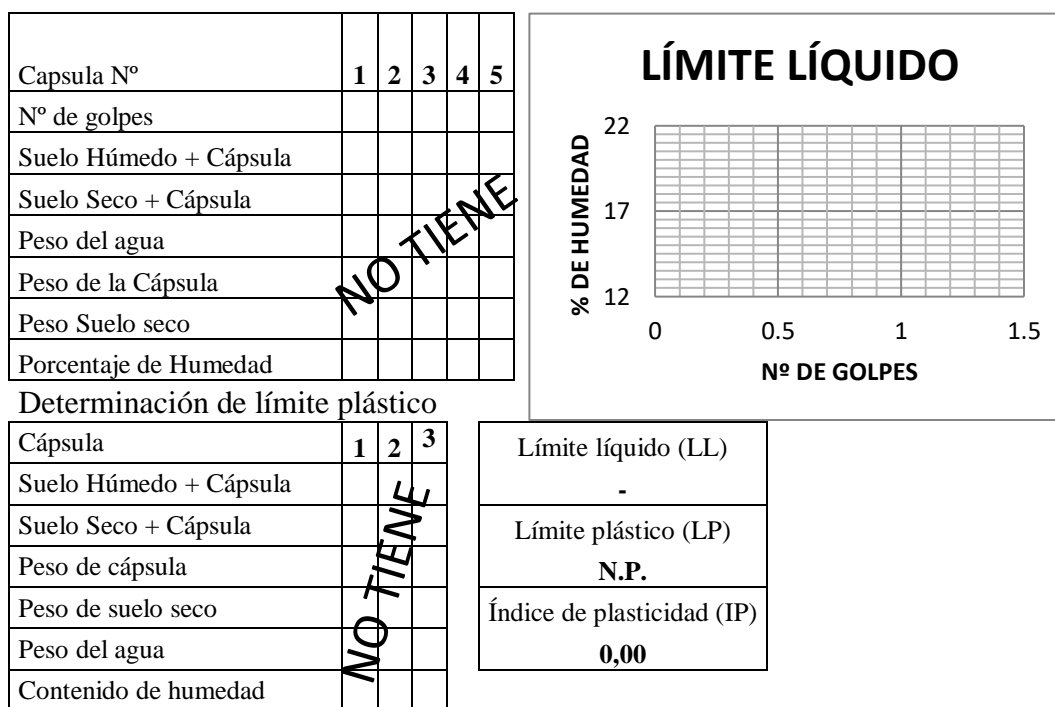 Capsula Nº 1 2 3 4 5
Nº de golpes
Suelo Húmedo + Cápsula
Suelo Seco + Cápsula
Peso del agua
Peso de la Cápsula
Peso Suelo seco
Porcentaje de Humedad
NO TIENE
LÍMITE LÍQUIDO
% DE HUMEDAD
22
17
12
0 0.5 1 1.5
Nº DE GOLPES
Determinación de límite plástico
Cápsula 1 2 3
Suelo Húmedo + Cápsula
Suelo Seco + Cápsula
Peso de cápsula
Peso de suelo seco
Peso del agua
Contenido de humedad
NO TIENE
Límite líquido (LL)
-
Límite plástico (LP)
N.P.
Índice de plasticidad (IP)
0,00